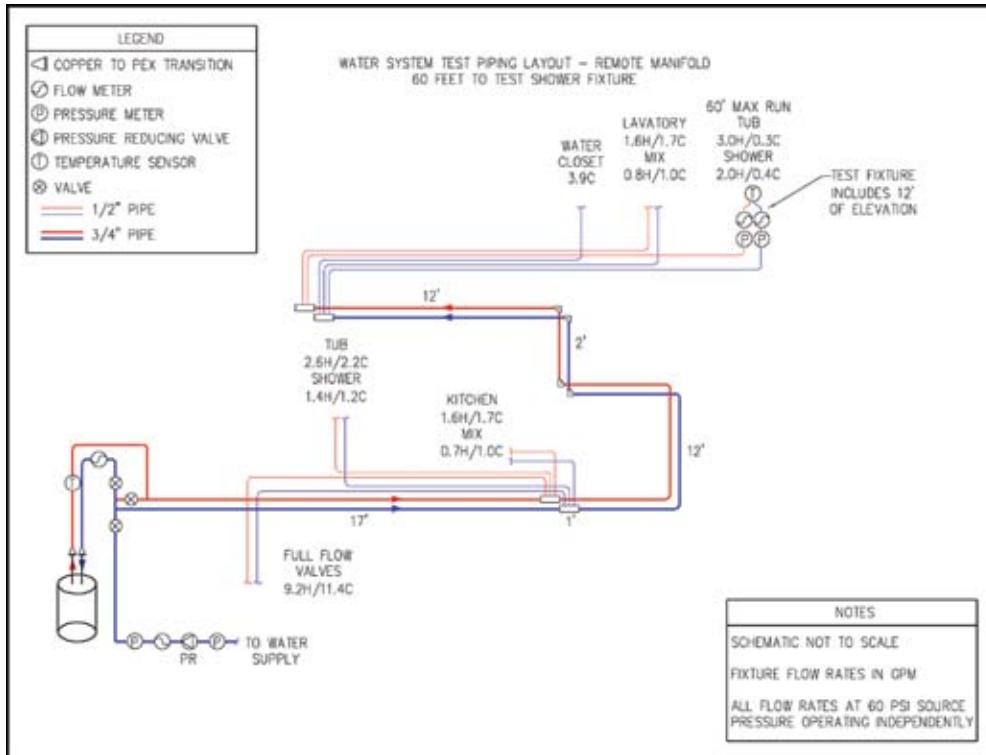 LEGEND
COPPER TO PEX TRANSITION
FLOW METER
P PRESSURE METER
PRESSURE REDUCING VALVE
T TEMPERATURE SENSOR
VALVE
1/2" PIPE
3/4" PIPE
WATER SYSTEM TEST PIPING LAYOUT – REMOTE MANIFOLD
60 FEET TO TEST SHOWER FIXTURE
WATER
CLOSET
3.9C
LAVATORY
1.6H/1.7C
MIX
0.8H/1.0C
60' MAX RUN
TUB
3.0H/0.3C
SHOWER
2.0H/0.4C
T
P P
TEST FIXTURE
INCLUDES 12'
OF ELEVATION
12'
2'
TUB
2.6H/2.2C
SHOWER
1.4H/1.2C
KITCHEN
1.6H/1.7C
MIX
0.7H/1.0C
12'
T
17'
1'
FULL FLOW
VALVES
9.2H/11.4C
P
P
TO WATER
SUPPLY
PR
NOTES
SCHEMATIC NOT TO SCALE
FIXTURE FLOW RATES IN GPM
ALL FLOW RATES AT 60 PSI SOURCE
PRESSURE OPERATING INDEPENDENTLY